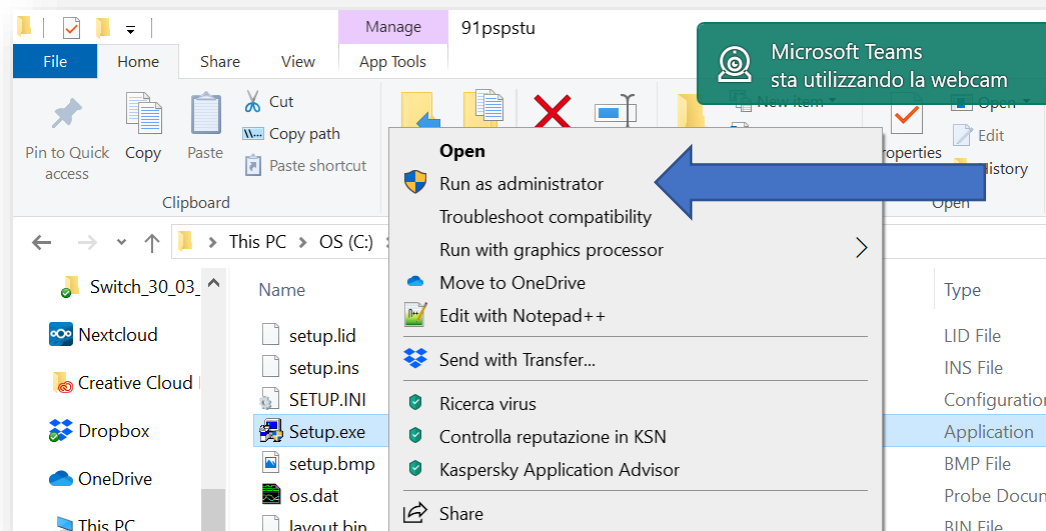 Manage
91pspstu
File
Home
Share
View
App Tools
Microsoft Teams
sta utilizzando la webcam
Pin to Quick
access
Copy
Paste
Cut
Copy path
Paste shortcut
Clipboard
New item
Open
Edit
History
Open
This PC > OS (C:)
Open
Run as administrator
Troubleshoot compatibility
Run with graphics processor
Move to OneDrive
Edit with Notepad++
Send with Transfer...
Ricerca virus
Controlla reputazione in KSN
Kaspersky Application Advisor
Share
Switch_30_03_
Nextcloud
Creative Cloud
Dropbox
OneDrive
This PC
Name
Type
setup.lid
LID File
setup.ins
INS File
SETUP.INI
Setup.exe
Application
setup.bmp
BMP File
os.dat
Probe
layout.bin
BIN File